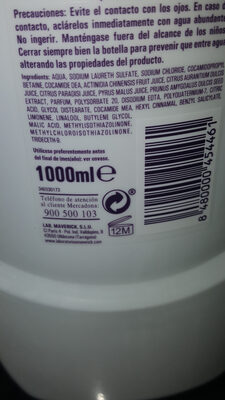 Precauciones: Evite el contacto con los ojos. En caso de
contacto, aclárelos inmediatamente con agua abundante
No ingerir. Manténgase fuera del alcance de los niños
Cerrar siempre bien la botella para prevenir que entre agua
alterando las propiedades del producto.
Ingredients: AQUA, SODIUM LAURETH SULFATE, SODIUM CHLORIDE, COCAMIDOPROPYL
BETAINE, COCAMIDE DEA, ACTINIDIA CHINENSIS FRUIT JUICE, CITRUS AURANTIUM DULCIS
JUICE, CITRUS PARADISI JUICE, PYRUS MALUS JUICE, PRUNUS AMYGDALUS DULCIS SEED
EXTRACT, PARFUM, POLYSORBATE 20, DISODIUM EDTA, POLYQUATERNIUM-7, CITRIC
ACID, GLYCOL DISTEARATE, COCAMIDE MEA, HEXYL CINNAMAL, BENZYL SALICYLATE,
LIMONENE, LINALOOL, BUTYLENE GLYCOL,
MALIC ACID, METHYLISOTHIAZOLINONE,
METHYLCHLOROISOTHIAZOLINONE,
TRIDECETH-9.
Utilícese preferentemente antes
del final de (mes/año): ver envase.
1000ml e
Teléfono de atención
al cliente Mercadona
900 500 103
12M
LAB. MAVERICK, S.L.U.
43550 Ulldecona (Tarragona)
www.laboratoriosmaverick.com
8 480000 454461